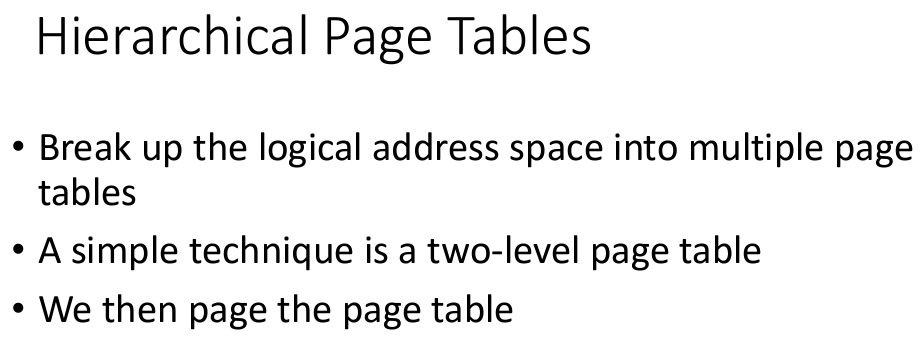 Hierarchical Page Tables
• Break up the logical address space into multiple page
tables
• A simple technique is a two-level page table
• We then page the page table